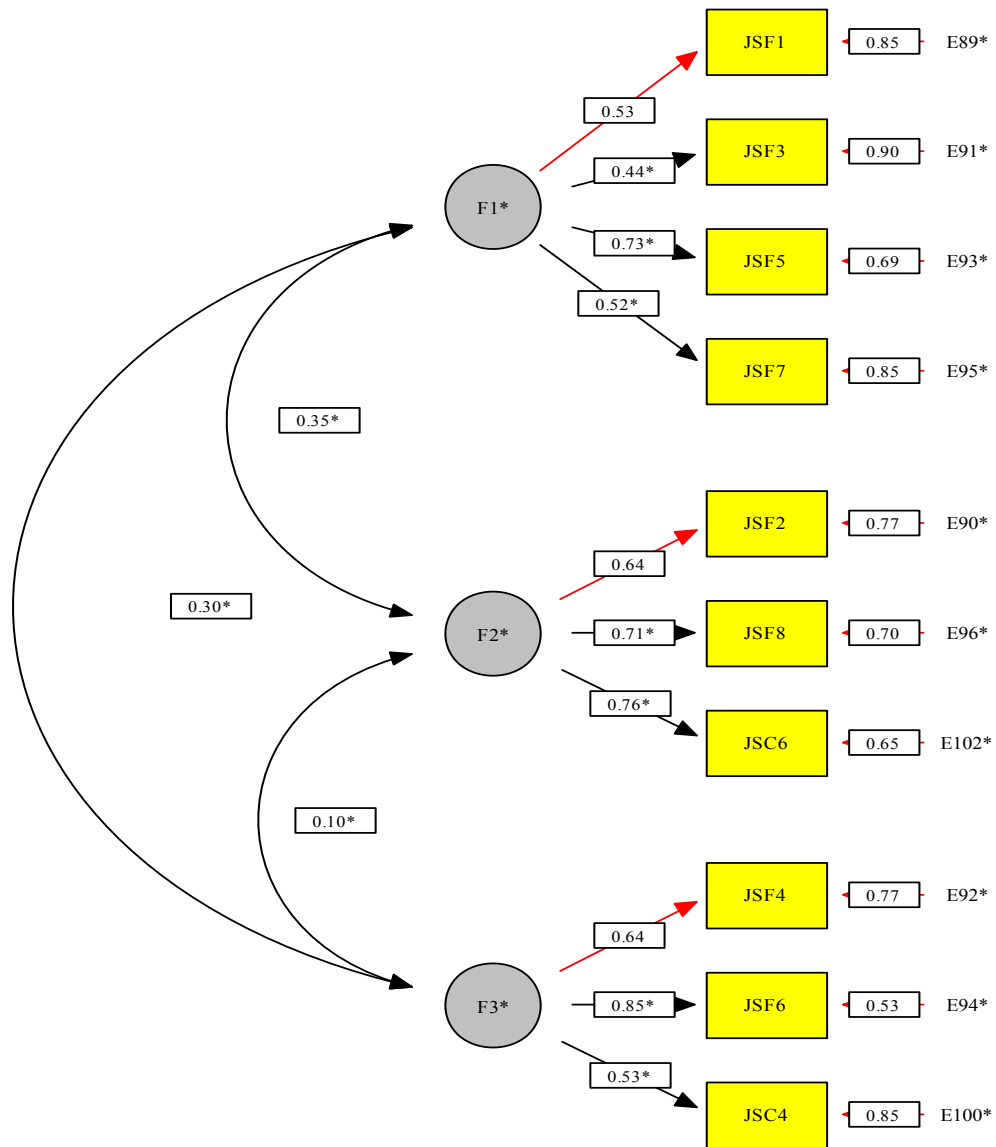 JSF1 0.85 E89*
0.53
JSF3 0.90 E91*
0.44*
F1*
0.73*
JSF5 0.69 E93*
0.52*
JSF7 0.85 E95*
0.35*
JSF2 0.77 E90*
0.64
0.30*
F2* 0.71* JSF8 0.70 E96*
0.76*
JSC6 0.65 E102*
0.10*
JSF4 0.77 E92*
0.64
F3* 0.85* JSF6 0.53 E94*
0.53*
JSC4 0.85 E100*